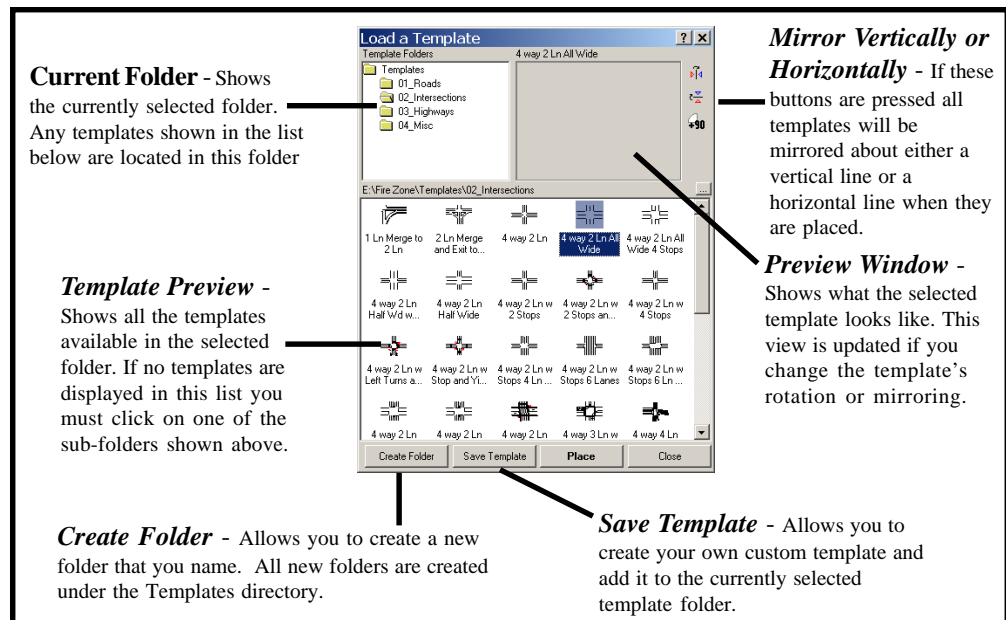 Current Folder - Shows
the currently selected folder.
Any templates shown in the list
below are located in this folder
Template Preview -
Shows all the templates
available in the selected
folder. If no templates are
displayed in this list you
must click on one of the
sub-folders shown above.
Load a Template
? X
Template Folders
4 way 2 Ln All Wide
Templates
01_Roads
02_Intersections
03_Highways
04_Misc
+90
E:\Fire Zone\Templates\02_Intersections
...
1 Ln Merge to
2 Ln
2 Ln Merge
and Exit to...
4 way 2 Ln
4 way 2 Ln All
Wide
4 way 2 Ln All
Wide 4 Stops
4 way 2 Ln
Half Wd w...
4 way 2 Ln
Half Wide
4 way 2 Ln w
2 Stops
4 way 2 Ln w
2 Stops an...
4 way 2 Ln w
4 Stops
4 way 2 Ln w
Left Turns a...
4 way 2 Ln w
Stop and Yi...
4 way 2 Ln w
Stops 4 Ln ...
4 way 2 Ln w
Stops 6 Lanes
4 way 2 Ln w
Stops 6 Ln ...
4 way 2 Ln
4 way 2 Ln
4 way 2 Ln
4 way 3 Ln w
4 way 4 Ln
Create Folder
Save Template
Place
Close
Mirror Vertically or
Horizontally - If these
buttons are pressed all
templates will be
mirrored about either a
vertical line or a
horizontal line when they
are placed.
Preview Window -
Shows what the selected
template looks like. This
view is updated if you
change the template's
rotation or mirroring.
Create Folder - Allows you to create a new
folder that you name. All new folders are created
under the Templates directory.
Save Template - Allows you to
create your own custom template and
add it to the currently selected
template folder.